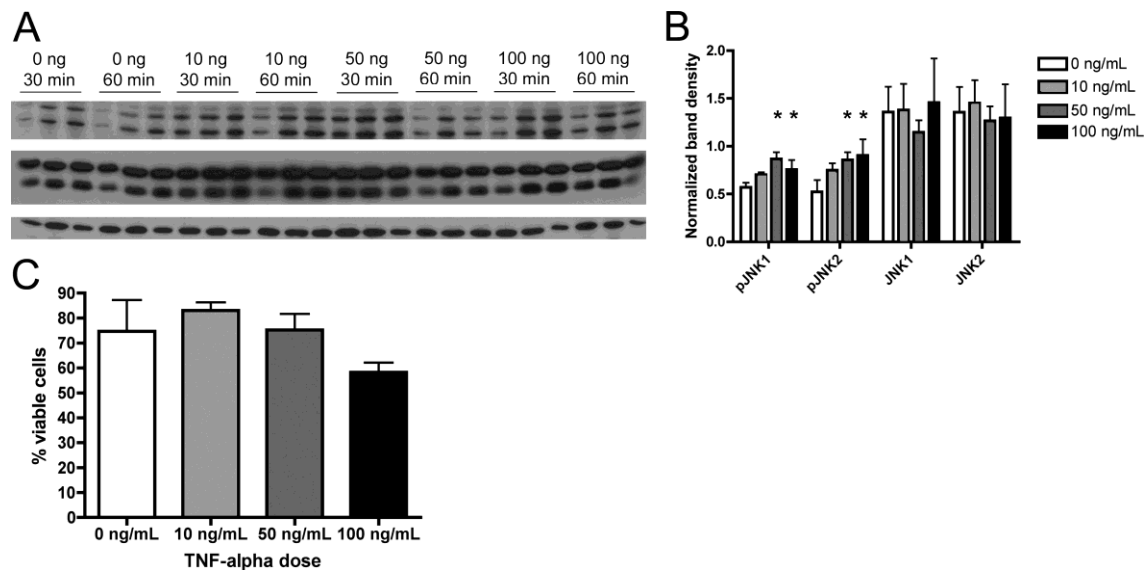 A
0 ng 0 ng 10 ng 10 ng 50 ng 50 ng 100 ng 100 ng
30 min 60 min 30 min 60 min 30 min 60 min 30 min 60 min
B
Normalized band density
2.0
1.5
1.0
0.5
0.0
* * * *
pJNK1 pJNK2 JNK1 JNK2
0 ng/mL
10 ng/mL
50 ng/mL
100 ng/mL
C
% viable cells
90
80
70
60
50
40
30
20
10
0
0 ng/mL 10 ng/mL 50 ng/mL 100 ng/mL
TNF-alpha dose